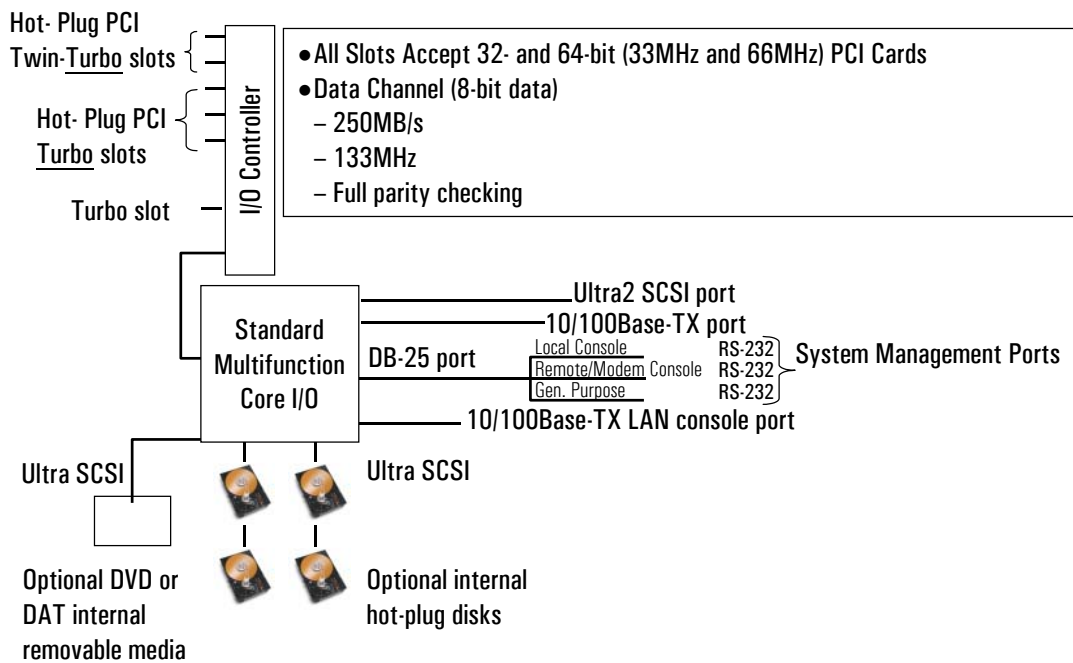 Hot- Plug PCI
Twin-Turbo slots
Hot- Plug PCI
Turbo slots
Turbo slot
I/O Controller
●All Slots Accept 32- and 64-bit (33MHz and 66MHz) PCI Cards
●Data Channel (8-bit data)
– 250MB/s
– 133MHz
– Full parity checking
Standard
Multifunction
Core I/O
Ultra2 SCSI port
10/100Base-TX port
DB-25 port
Local Console RS-232
Remote/Modem Console RS-232
Gen. Purpose RS-232
System Management Ports
10/100Base-TX LAN console port
Ultra SCSI
Ultra SCSI
Optional DVD or
DAT internal
removable media
Optional internal
hot-plug disks